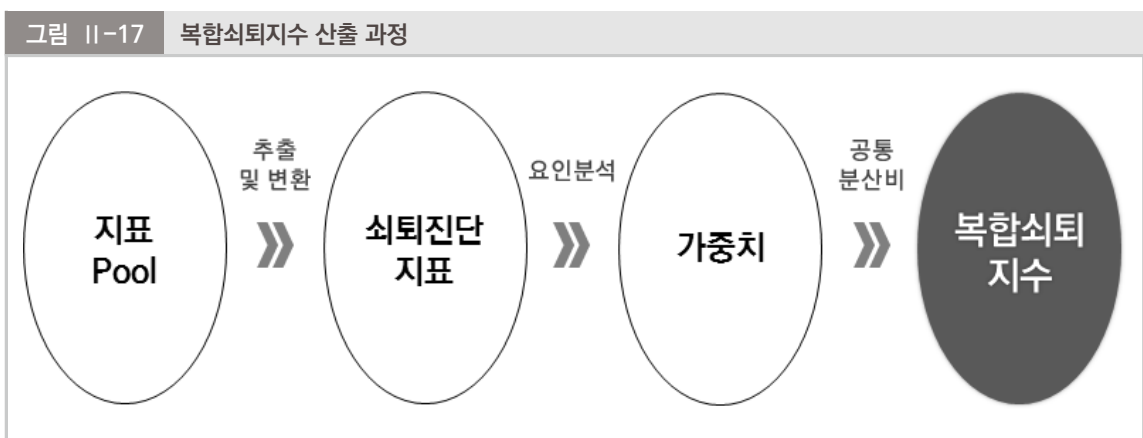 그림 Ⅱ-17 복합쇠퇴지수 산출 과정
지표
Pool
추출
및 변환
쇠퇴진단
지표
요인분석
가중치
공통
분산비
복합쇠퇴
지수